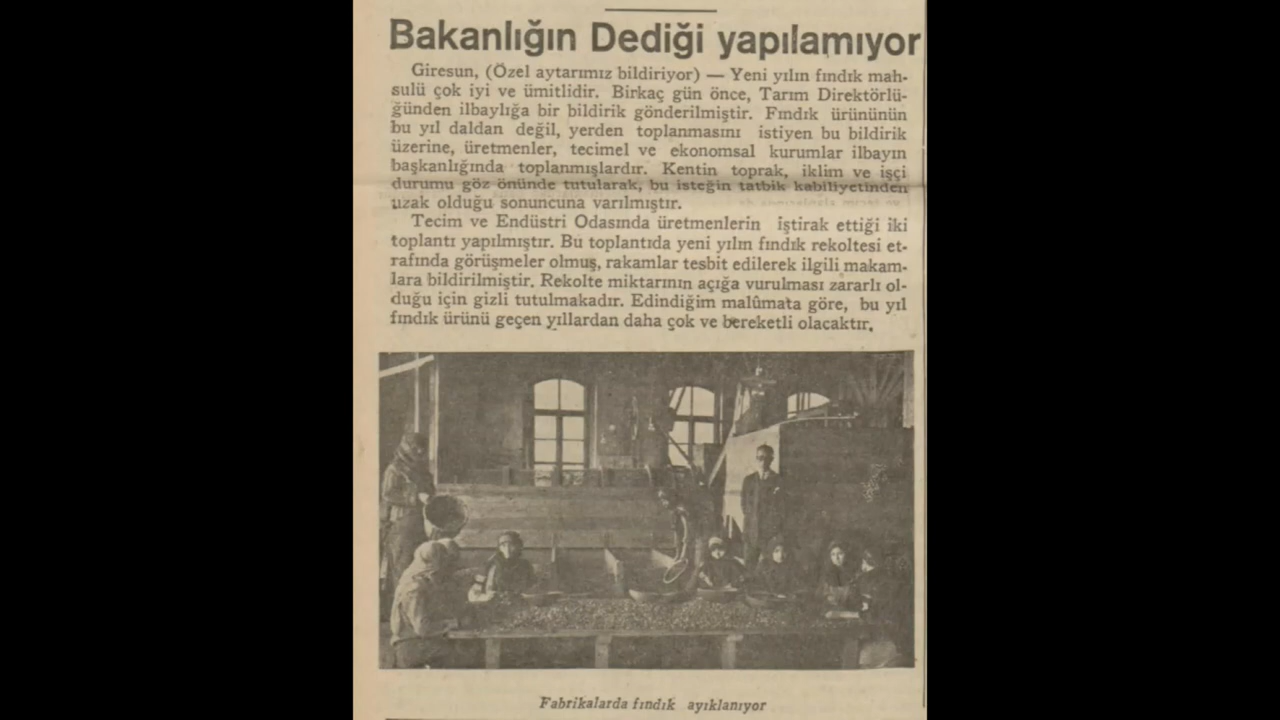 Bakanlığın Dediği yapılamıyor
Giresun, (Özel aytarımız bildiriyor) — Yeni yılın fındık mah-
sulü çok iyi ve ümitlidir. Birkaç gün önce, Tarım Direktörlü-
ğünden ilbaylığa bir bildirik gönderilmiştir. Fındık ürününün
bu yıl daldan değil, yerden toplanmasını istiyen bu bildirik
üzerine, üretmenler, tecimel ve ekonomsal kurumlar ilbayın
başkanlığında toplanmışlardır. Kentin toprak, iklim ve işçi
durumu göz önünde tutularak, bu isteğin tatbik kabiliyetinden
uzak olduğu sonuncuna varılmıştır.
Tecim ve Endüstri Odasında üretmenlerin iştirak ettiği iki
toplantı yapılmıştır. Bu toplantıda yeni yılın fındık rekoltesi et-
rafında görüşmeler olmuş, rakamlar tesbit edilerek ilgili makam-
lara bildirilmiştir. Rekolte miktarının açığa vurulması zararlı ol-
duğu için gizli tutulmakadır. Edindiğim malûmata göre, bu yıl
fındık ürünü geçen yıllardan daha çok ve bereketli olacaktır.
Fabrikalarda fındık ayıklanıyor